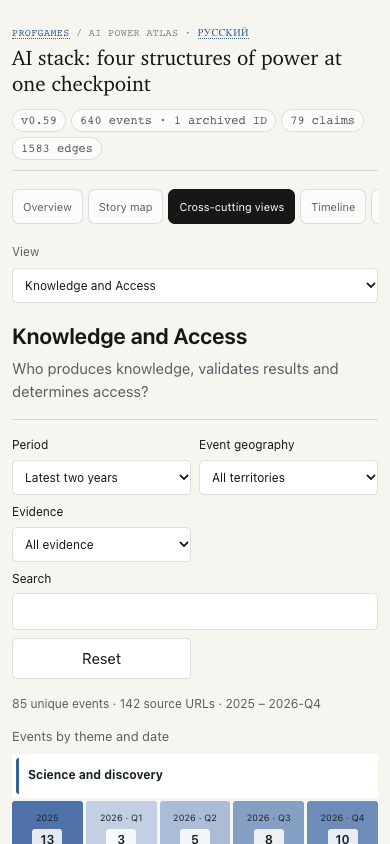 PROFGAMES / AI POWER ATLAS · РУССКИЙ
AI stack: four structures of power at
one checkpoint
v0.59
640 events · 1 archived ID
79 claims
1583 edges
Overview
Story map
Cross-cutting views
Timeline
View
Knowledge and Access
Knowledge and Access
Who produces knowledge, validates results and
determines access?
Period
Event geography
Latest two years
All territories
Evidence
All evidence
Search
Reset
85 unique events · 142 source URLs · 2025 – 2026-Q4
Events by theme and date
Science and discovery
2025
2026 · Q1
2026 · Q2
2026 · Q3
2026 · Q4
13
3
5
8
10